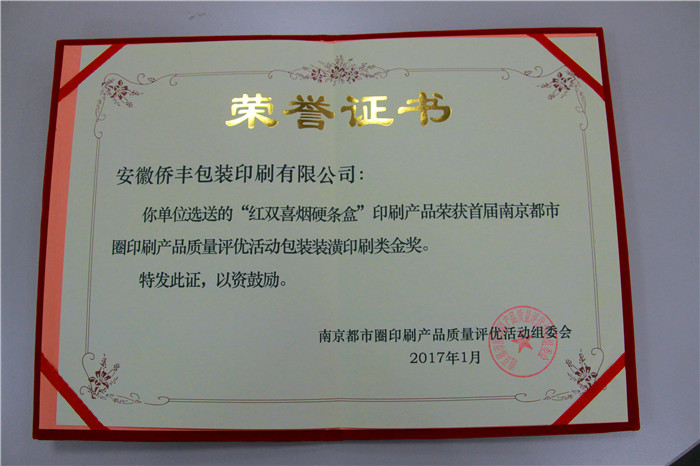 荣誉证书
安徽侨丰包装印刷有限公司：
你单位选送的“红双喜烟硬条盒”印刷产品荣获首届南京都市
圈印刷产品质量评优活动包装装潢印刷类金奖。
特发此证，以资鼓励。
南京都市圈印刷产品质量评优活动组委会
2017年1月